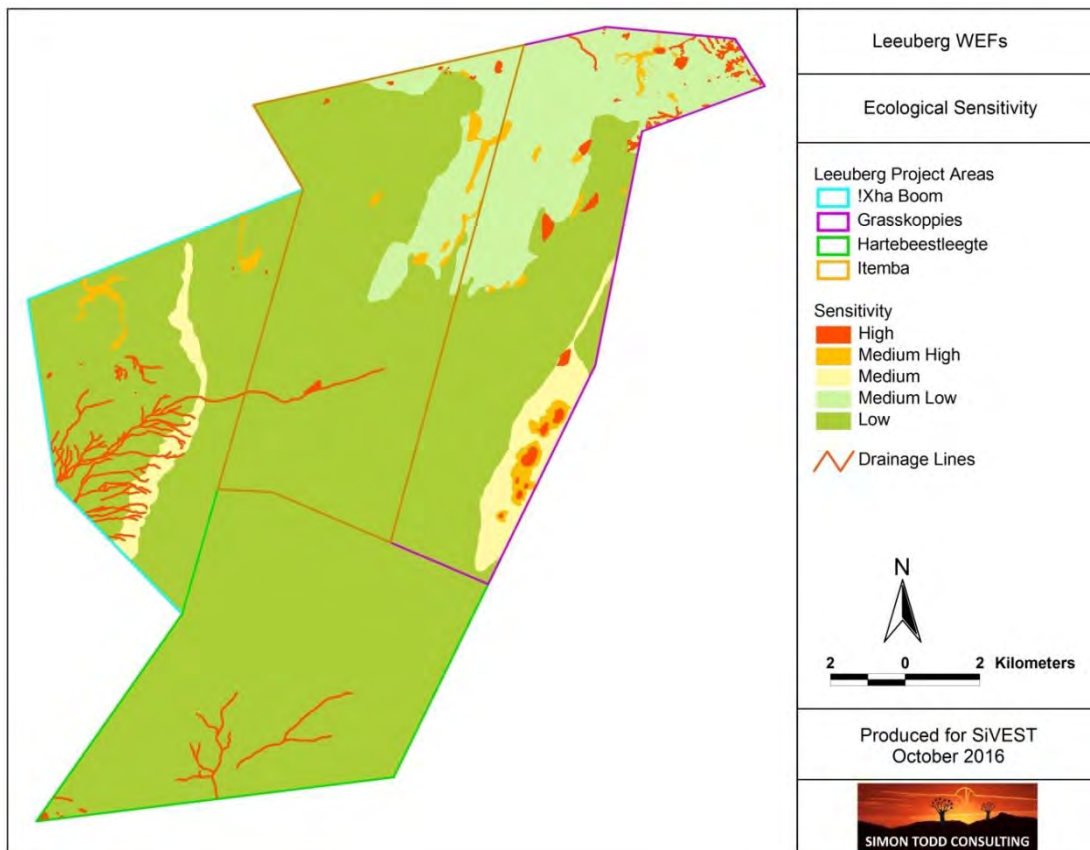 Leeuberg WEFs
Ecological Sensitivity
Leeuberg Project Areas
!Xha Boom
Grasskoppies
Hartebeestleegte
Itemba
Sensitivity
High
Medium High
Medium
Medium Low
Low
Drainage Lines
N
2 0 2 Kilometers
Produced for SiVEST
October 2016
SIMON TODD CONSULTING